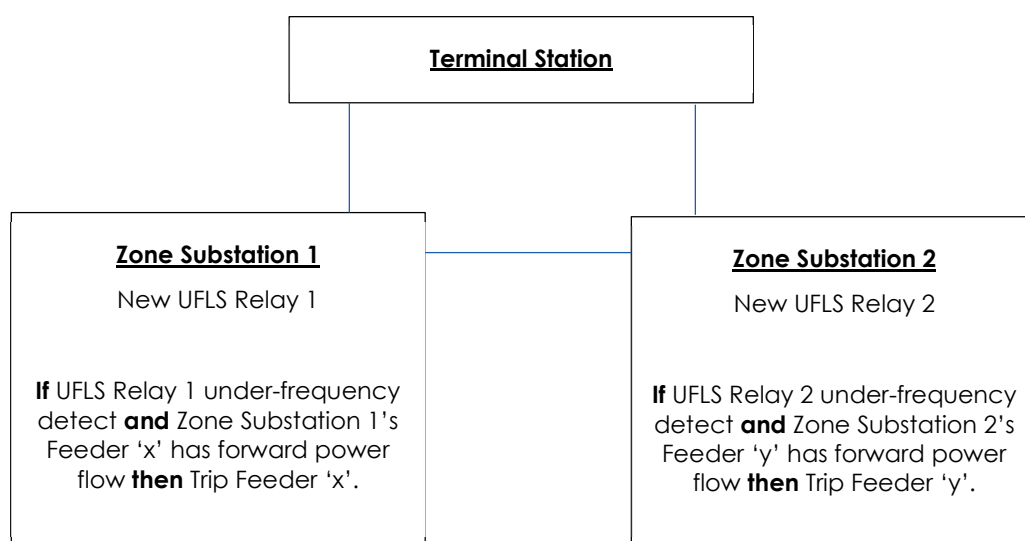 Terminal Station
Zone Substation 1
New UFLS Relay 1
If UFLS Relay 1 under-frequency
detect and Zone Substation 1’s
Feeder ‘x’ has forward power
flow then Trip Feeder ‘x’.
Zone Substation 2
New UFLS Relay 2
If UFLS Relay 2 under-frequency
detect and Zone Substation 2’s
Feeder ‘y’ has forward power
flow then Trip Feeder ‘y’.